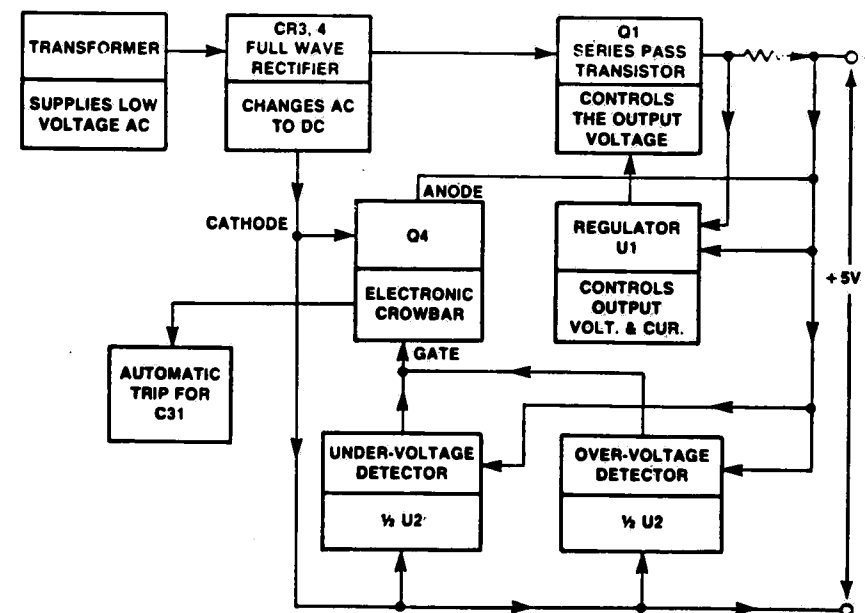 TRANSFORMER
SUPPLIES LOW
VOLTAGE AC
CR3, 4
FULL WAVE
RECTIFIER
CHANGES AC
TO DC
Q1
SERIES PASS
TRANSISTOR
CONTROLS
THE OUTPUT
VOLTAGE
ANODE
CATHODE
Q4
ELECTRONIC
CROWBAR
GATE
REGULATOR
U1
CONTROLS
OUTPUT
VOLT. & CUR.
+5V
AUTOMATIC
TRIP FOR
C31
UNDER-VOLTAGE
DETECTOR
½ U2
OVER-VOLTAGE
DETECTOR
½ U2